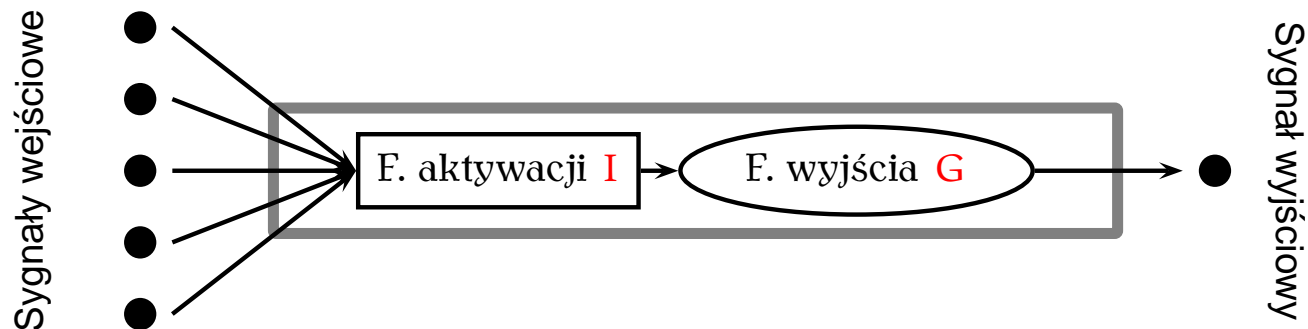 Sygnały wejściowe
F. aktywacji I
F. wyjścia G
Sygnał wyjściowy